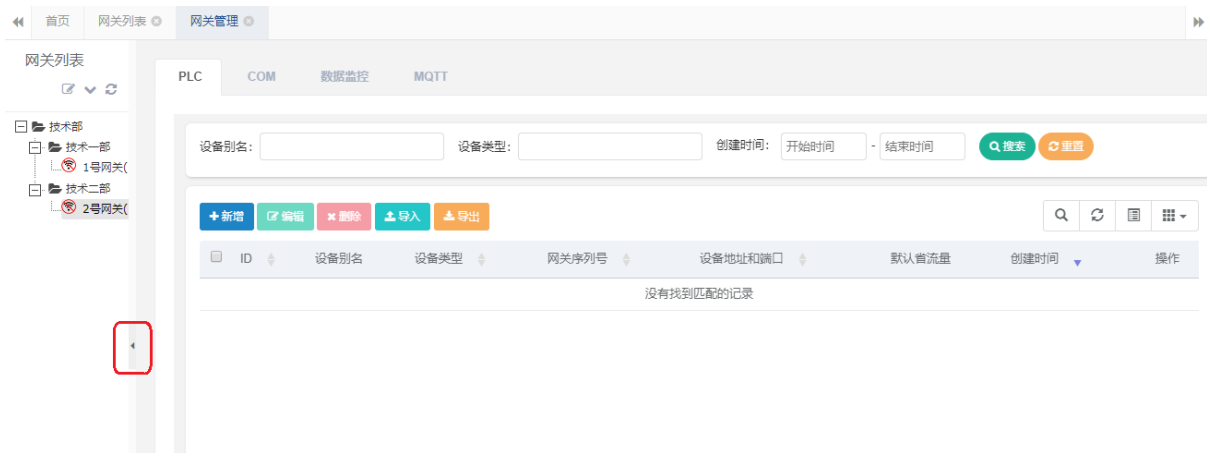 首页 网关列表 网关管理
网关列表
技术部
技术一部
1号网关(
技术二部
2号网关(
PLC COM 数据监控 MQTT
设备别名： 设备类型： 创建时间： 开始时间 - 结束时间 搜索 重置
新增 编辑 删除 导入 导出
ID 设备别名 设备类型 网关序列号 设备地址和端口 默认省流量 创建时间 操作
没有找到匹配的记录